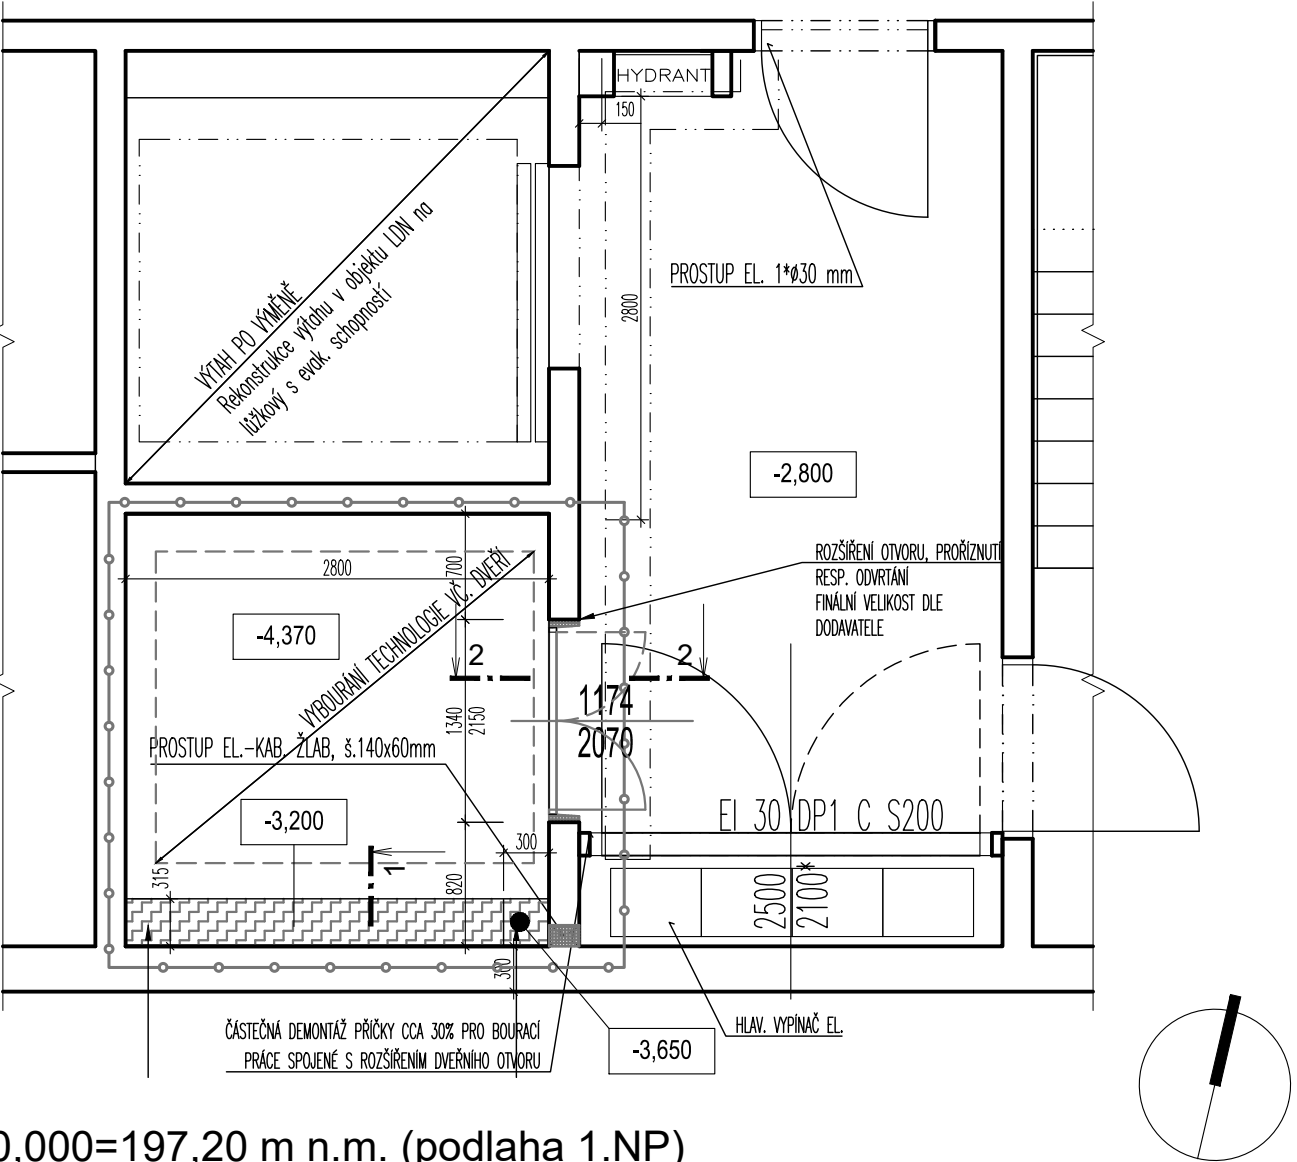 HYDRANT
150
PROSTUP EL. 1*ø30 mm
2800
VÝTAH PO VÝMĚNĚ
Rekonstrukce výtahu v objektu LDN na
lůžkový s evak. schopností
-2,800
ROZŠÍŘENÍ OTVORU, PROŘÍZNUTÍ
RESP. ODVRTÁNÍ
FINÁLNÍ VELIKOST DLE
DODAVATELE
2800
700
VYBOURÁNÍ TECHNOLOGIE VČ. DVEŘÍ
-4,370
2
2
1174
2070
1340
2150
PROSTUP EL.-KAB. ŽLAB, š.140x60mm
-3,200
EI 30 DP1 C S200
300
315
1
820
2500
2100*
300
ČÁSTEČNÁ DEMONTÁŽ PŘÍČKY CCA 30% PRO BOURACÍ
PRÁCE SPOJENÉ S ROZŠÍŘENÍM DVEŘNÍHO OTVORU
-3,650
HLAV. VYPÍNAČ EL.
0,000=197,20 m n.m. (podlaha 1.NP)